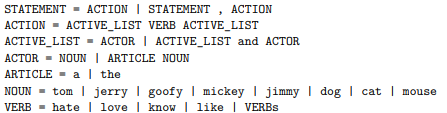 STATEMENT = ACTION | STATEMENT , ACTION
ACTION = ACTIVE_LIST VERB ACTIVE_LIST
ACTIVE_LIST = ACTOR | ACTIVE_LIST and ACTOR
ACTOR = NOUN | ARTICLE NOUN
ARTICLE = a | the
NOUN = tom | jerry | goofy | mickey | jimmy | dog | cat | mouse
VERB = hate | love | know | like | VERBs